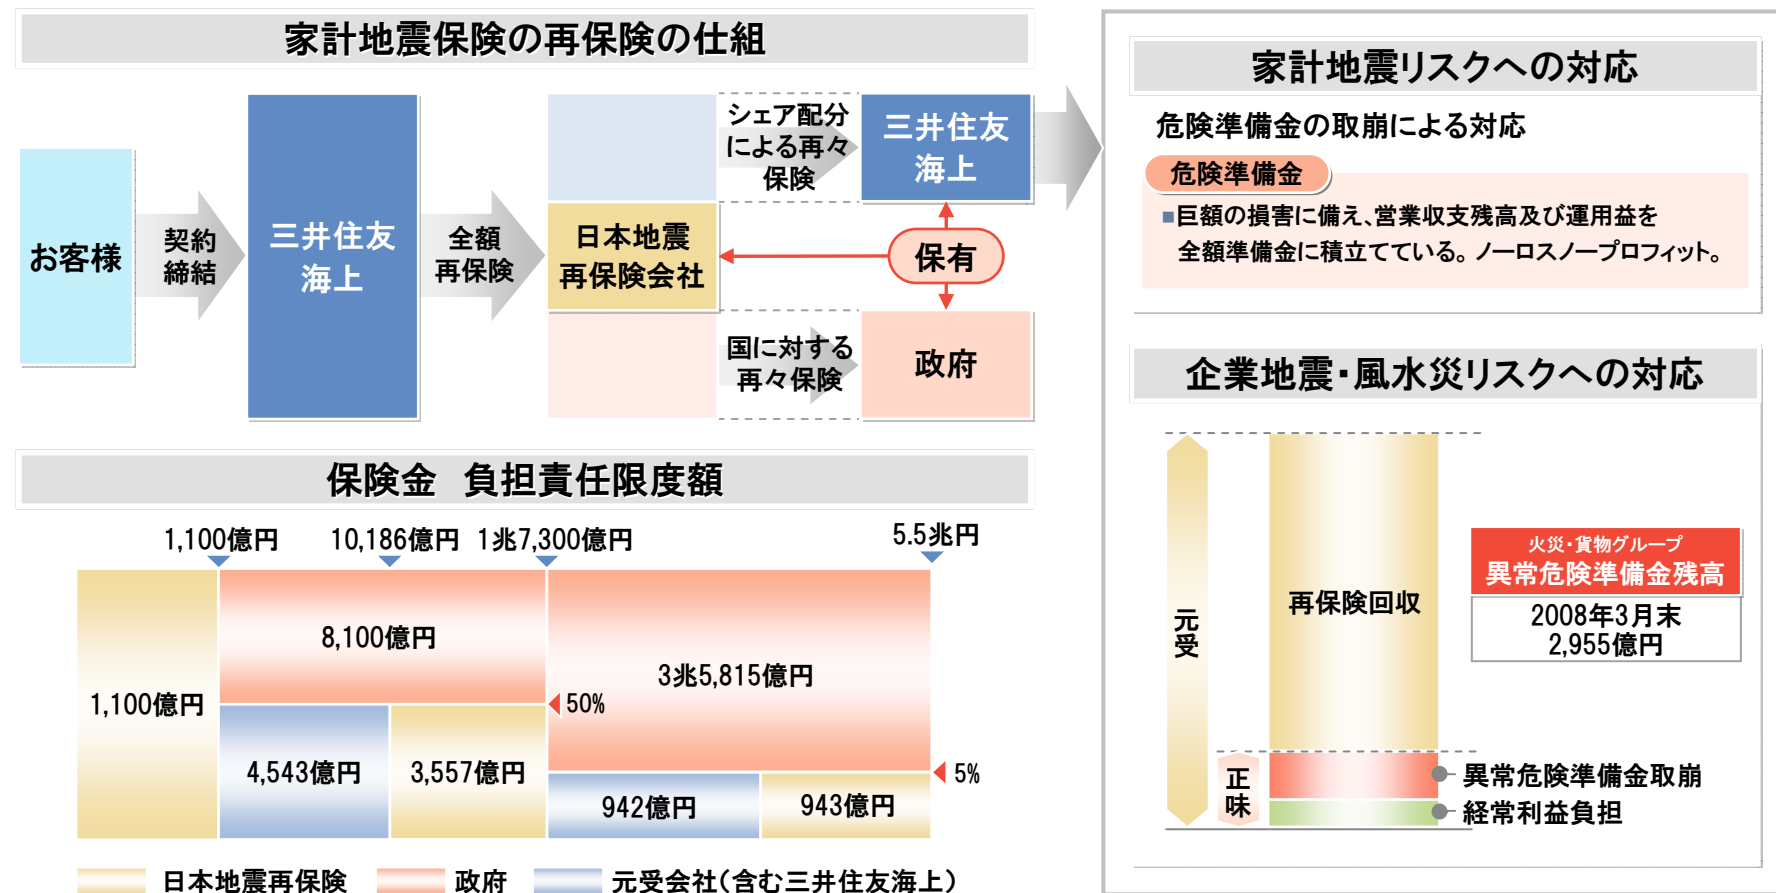 家計地震保険の再保険の仕組
お客様
契約
締結
三井住友
海上
全額
再保険
日本地震
再保険会社
シェア配分
による再々
保険
三井住友
海上
保有
国に対する
再々保険
政府
保険金　負担責任限度額
1,100億円
10,186億円
1兆7,300億円
5.5兆円
1,100億円
8,100億円
3兆5,815億円
50%
4,543億円
3,557億円
5%
942億円
943億円
日本地震再保険
政府
元受会社（含む三井住友海上）
家計地震リスクへの対応
危険準備金の取崩による対応
危険準備金
■巨額の損害に備え、営業収支残高及び運用益を
全額準備金に積立てている。ノーロスノープロフィット。
企業地震・風水災リスクへの対応
元受
再保険回収
火災・貨物グループ
異常危険準備金残高
2008年3月末
2,955億円
正味
異常危険準備金取崩
経常利益負担